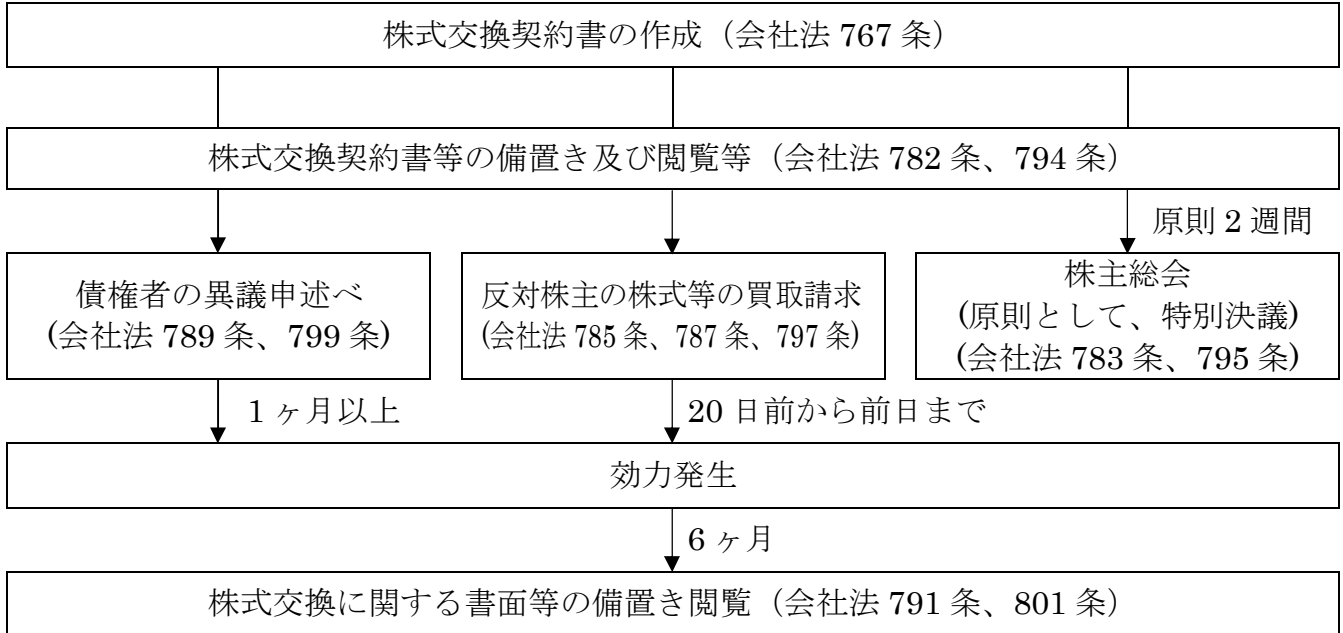 株式交換契約書の作成（会社法 767 条）
株式交換契約書等の備置き及び閲覧等（会社法 782 条、794 条）
原則 2 週間
債権者の異議申述べ
(会社法 789 条、799 条)
反対株主の株式等の買取請求
(会社法 785 条、787 条、797 条)
株主総会
(原則として、特別決議)
(会社法 783 条、795 条)
1 ヶ月以上
20 日前から前日まで
効力発生
6 ヶ月
株式交換に関する書面等の備置き閲覧（会社法 791 条、801 条）